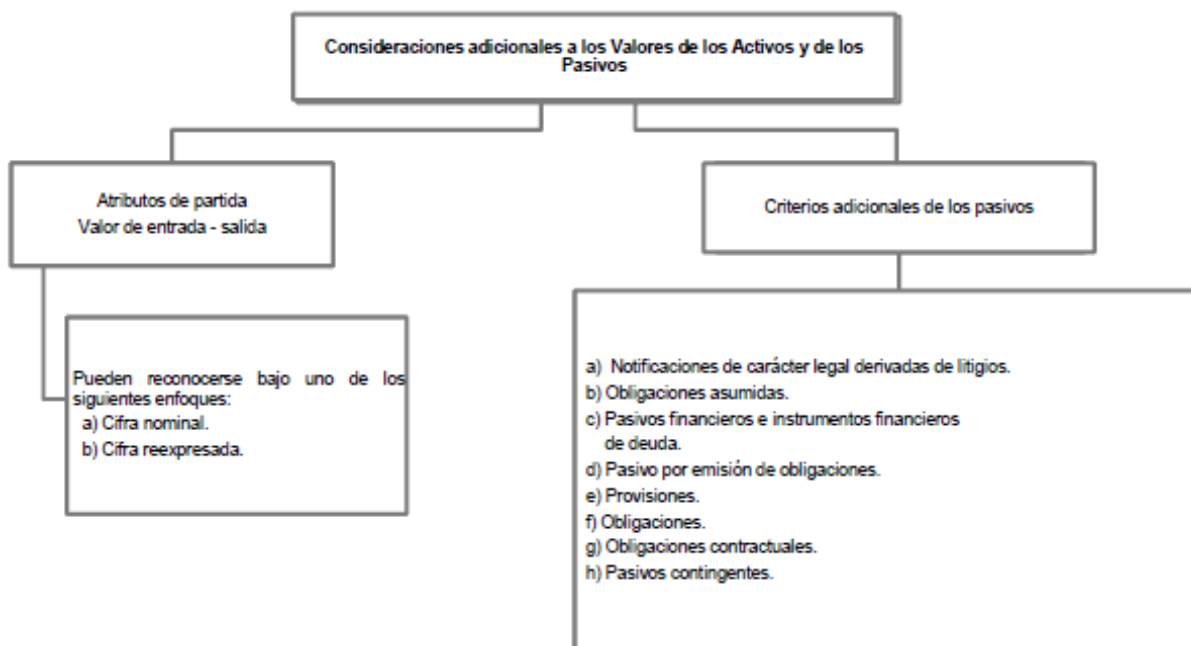 Consideraciones adicionales a los Valores de los Activos y de los
Pasivos
Atributos de partida
Valor de entrada - salida
Criterios adicionales de los pasivos
Pueden reconocerse bajo uno de los
siguientes enfoques:
a) Cifra nominal.
b) Cifra reexpresada.
a) Notificaciones de carácter legal derivadas de litigios.
b) Obligaciones asumidas.
c) Pasivos financieros e instrumentos financieros
de deuda.
d) Pasivo por emisión de obligaciones.
e) Provisiones.
f) Obligaciones.
g) Obligaciones contractuales.
h) Pasivos contingentes.